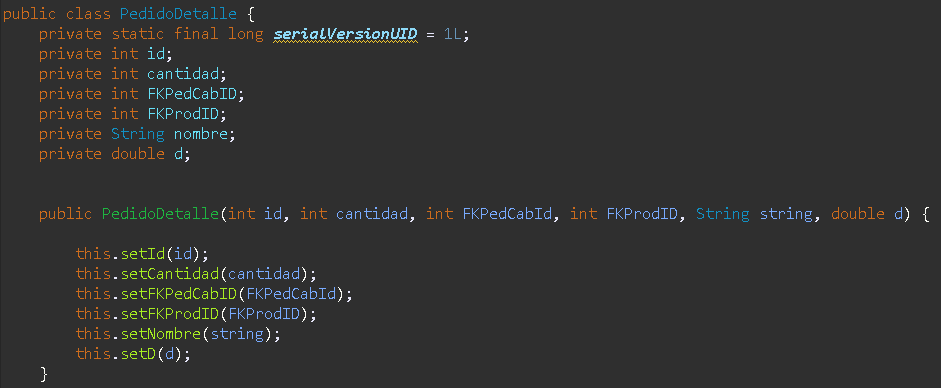 public class PedidoDetalle {
private static final long serialVersionUID = 1L;
private int id;
private int cantidad;
private int FKPedCabID;
private int FKProdID;
private String nombre;
private double d;
public PedidoDetalle(int id, int cantidad, int FKPedCabId, int FKProdID, String string, double d) {
this.setId(id);
this.setCantidad(cantidad);
this.setFKPedCabID(FKPedCabId);
this.setFKProdID(FKProdID);
this.setNombre(string);
this.setD(d);
}